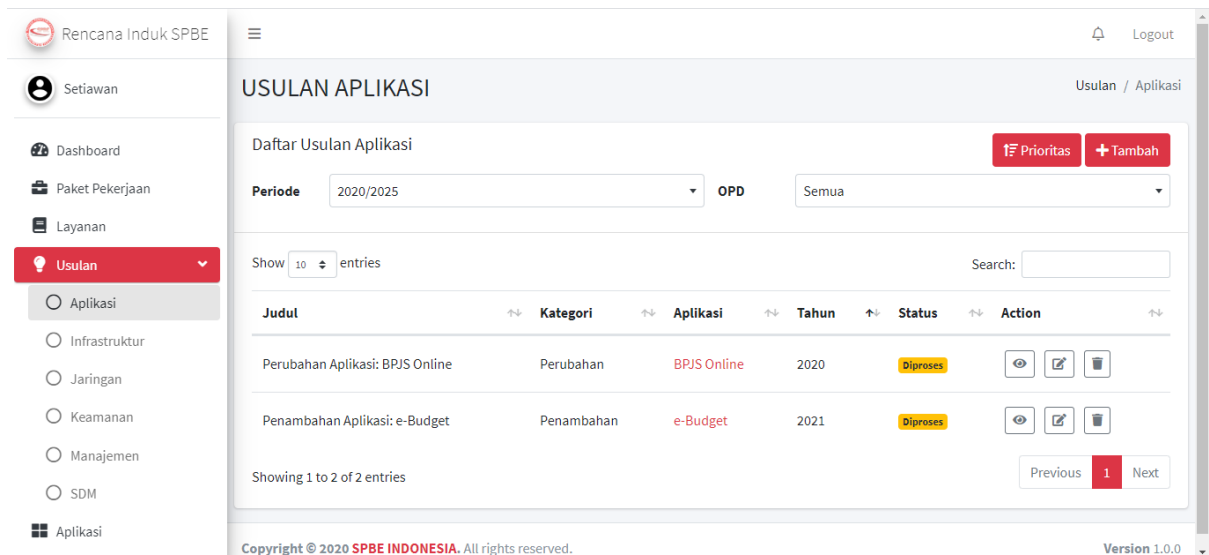 Rencana Induk SPBE
Logout
Setiawan
USULAN APLIKASI
Usulan / Aplikasi
Dashboard
Paket Pekerjaan
Layanan
Usulan
Aplikasi
Infrastruktur
Jaringan
Keamanan
Manajemen
SDM
Aplikasi
Daftar Usulan Aplikasi
Prioritas
Tambah
Periode 2020/2025 OPD Semua
Show 10 entries
Search:
Judul Kategori Aplikasi Tahun Status Action
Perubahan Aplikasi: BPJS Online Perubahan BPJS Online 2020 Diproses
Penambahan Aplikasi: e-Budget Penambahan e-Budget 2021 Diproses
Showing 1 to 2 of 2 entries
Previous 1 Next
Copyright © 2020 SPBE INDONESIA. All rights reserved.
Version 1.0.0